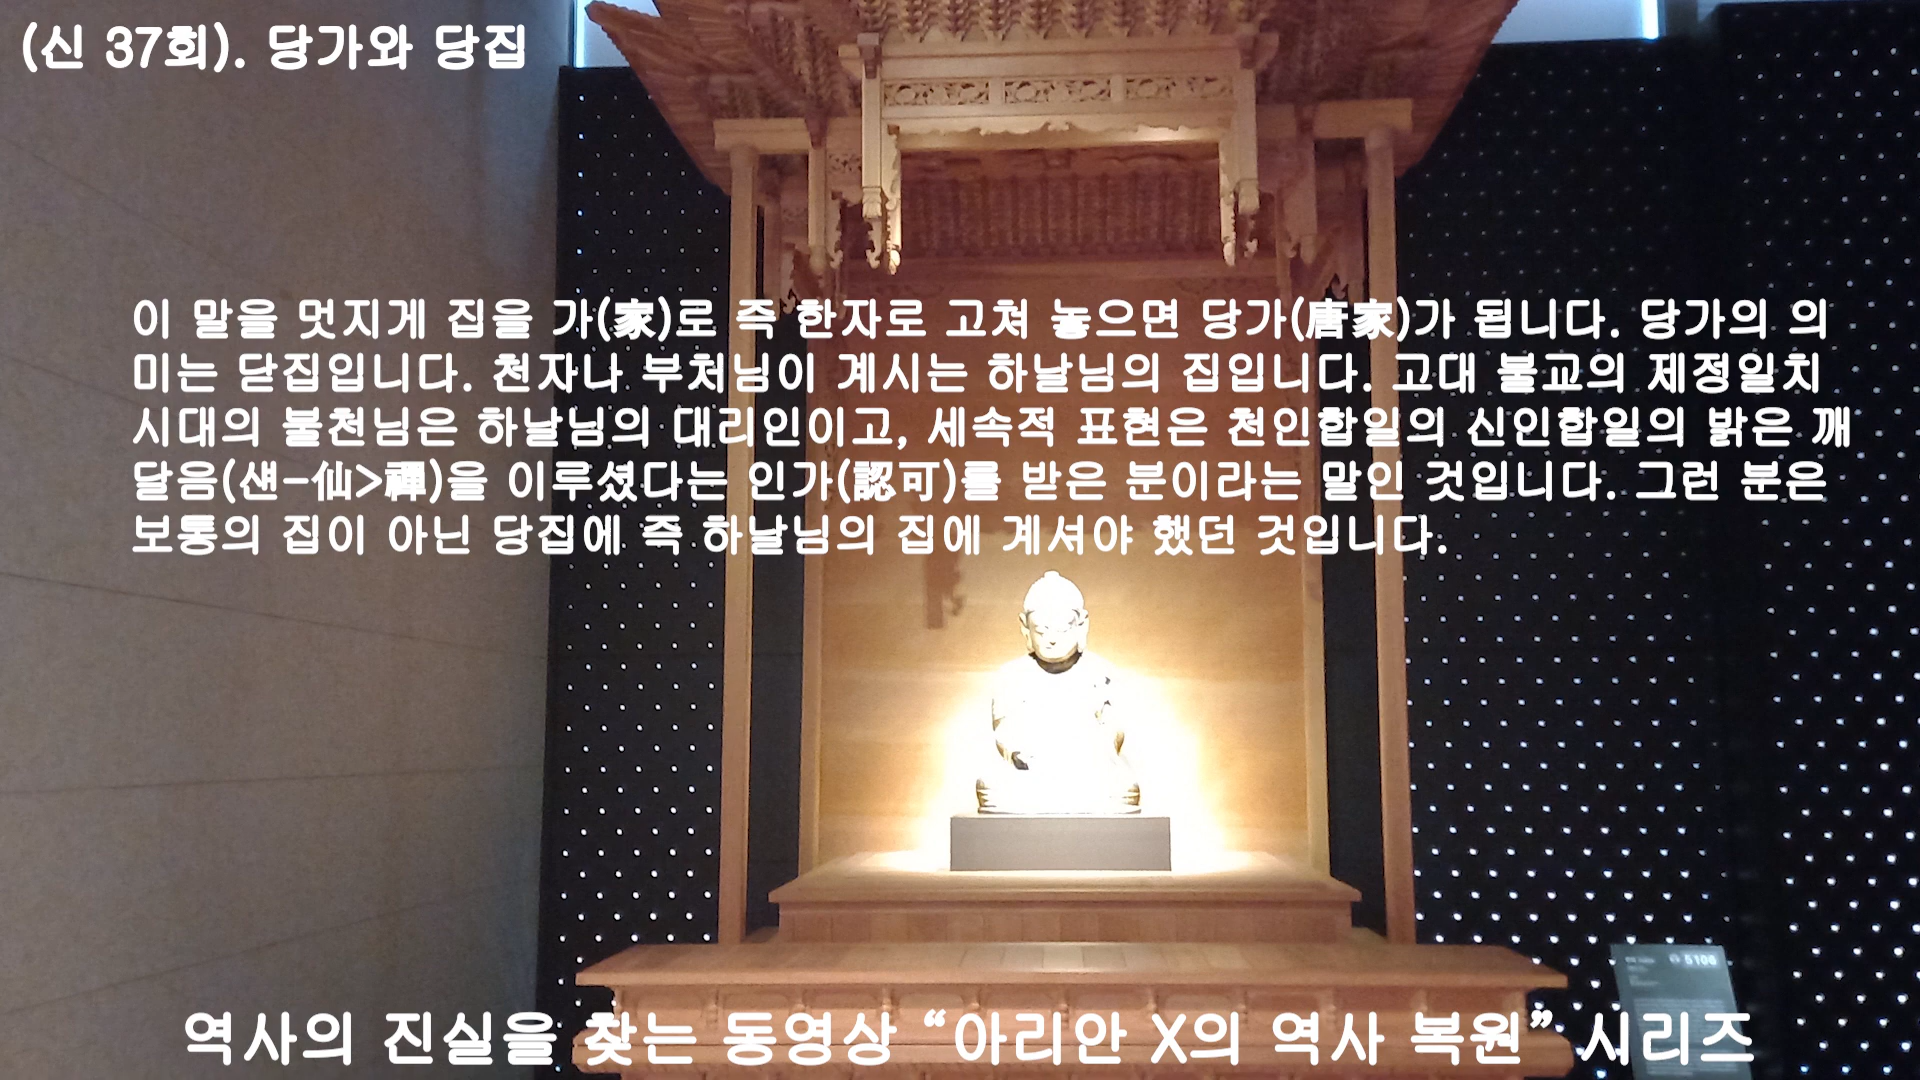 (신 37회). 당가와 당집
이 말을 멋지게 집을 가(家)로 즉 한자로 고쳐 놓으면 당가(唐家)가 됩니다. 당가의 의
미는 닫집입니다. 천자나 부처님이 계시는 하날님의 집입니다. 고대 불교의 제정일치
시대의 불천님은 하날님의 대리인이고, 세속적 표현은 천인합일의 신인합일의 밝은 깨
달음(섄-仙>禪)을 이루셨다는 인가(認可)를 받은 분이라는 말인 것입니다. 그런 분은
보통의 집이 아닌 당집에 즉 하날님의 집에 계셔야 했던 것입니다.
5108
역사의 진실을 찾는 동영상 “아리안 X의 역사 복원” 시리즈